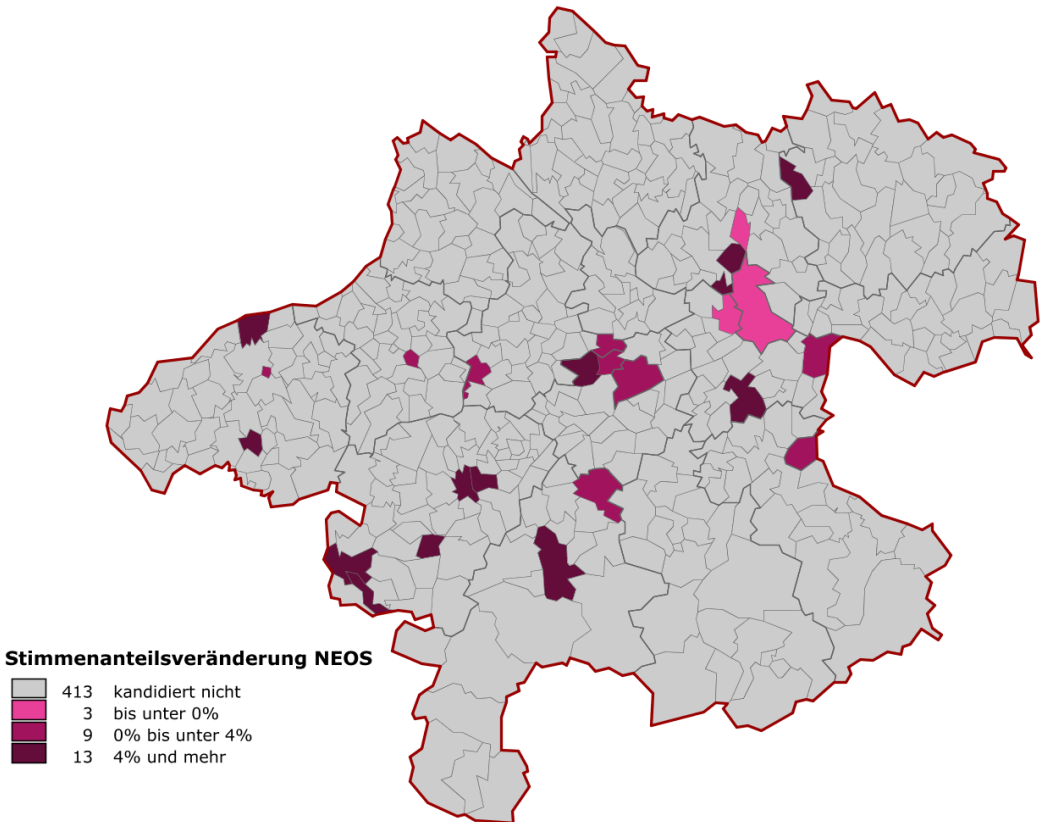 Stimmenanteilsveränderung NEOS
413 kandidiert nicht
3 bis unter 0%
9 0% bis unter 4%
13 4% und mehr